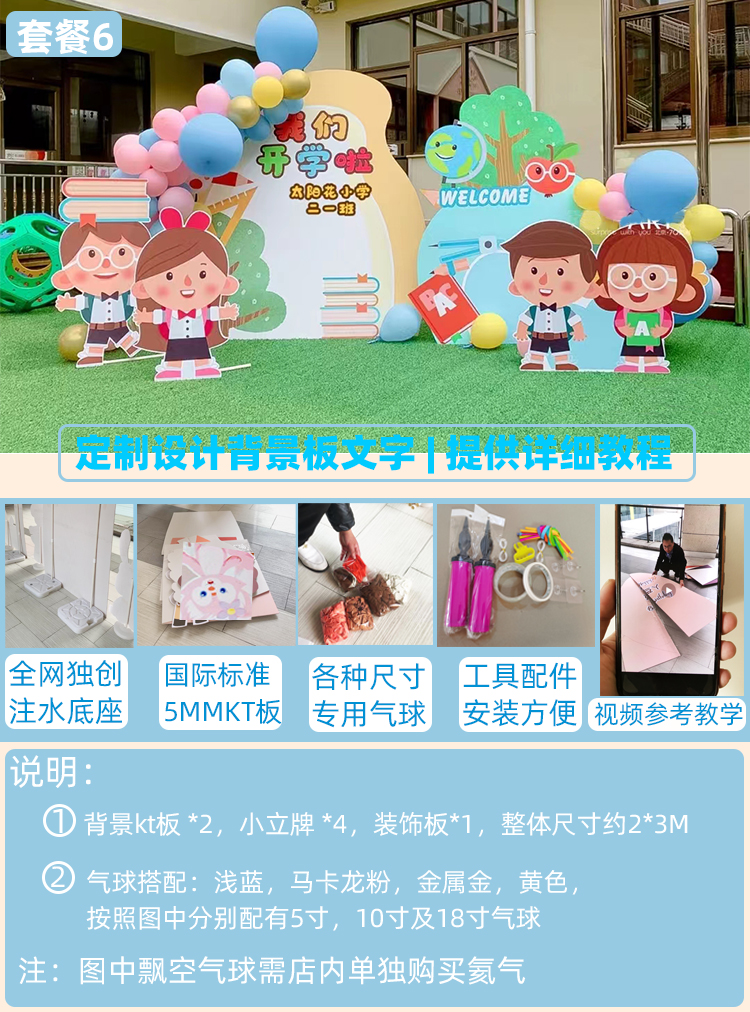 套餐6
我们
开学啦
太阳花小学
二一班
WELCOME
BAC
A
定制设计背景板文字 | 提供详细教程
全网独创
注水底座
国际标准
5MMKT板
各种尺寸
专用气球
工具配件
安装方便
视频参考教学
说明：
① 背景kt板 *2，小立牌 *4，装饰板*1，整体尺寸约2*3M
② 气球搭配：浅蓝，马卡龙粉，金属金，黄色，
按照图中分别配有5寸，10寸及18寸气球
注：图中飘空气球需店内单独购买氦气